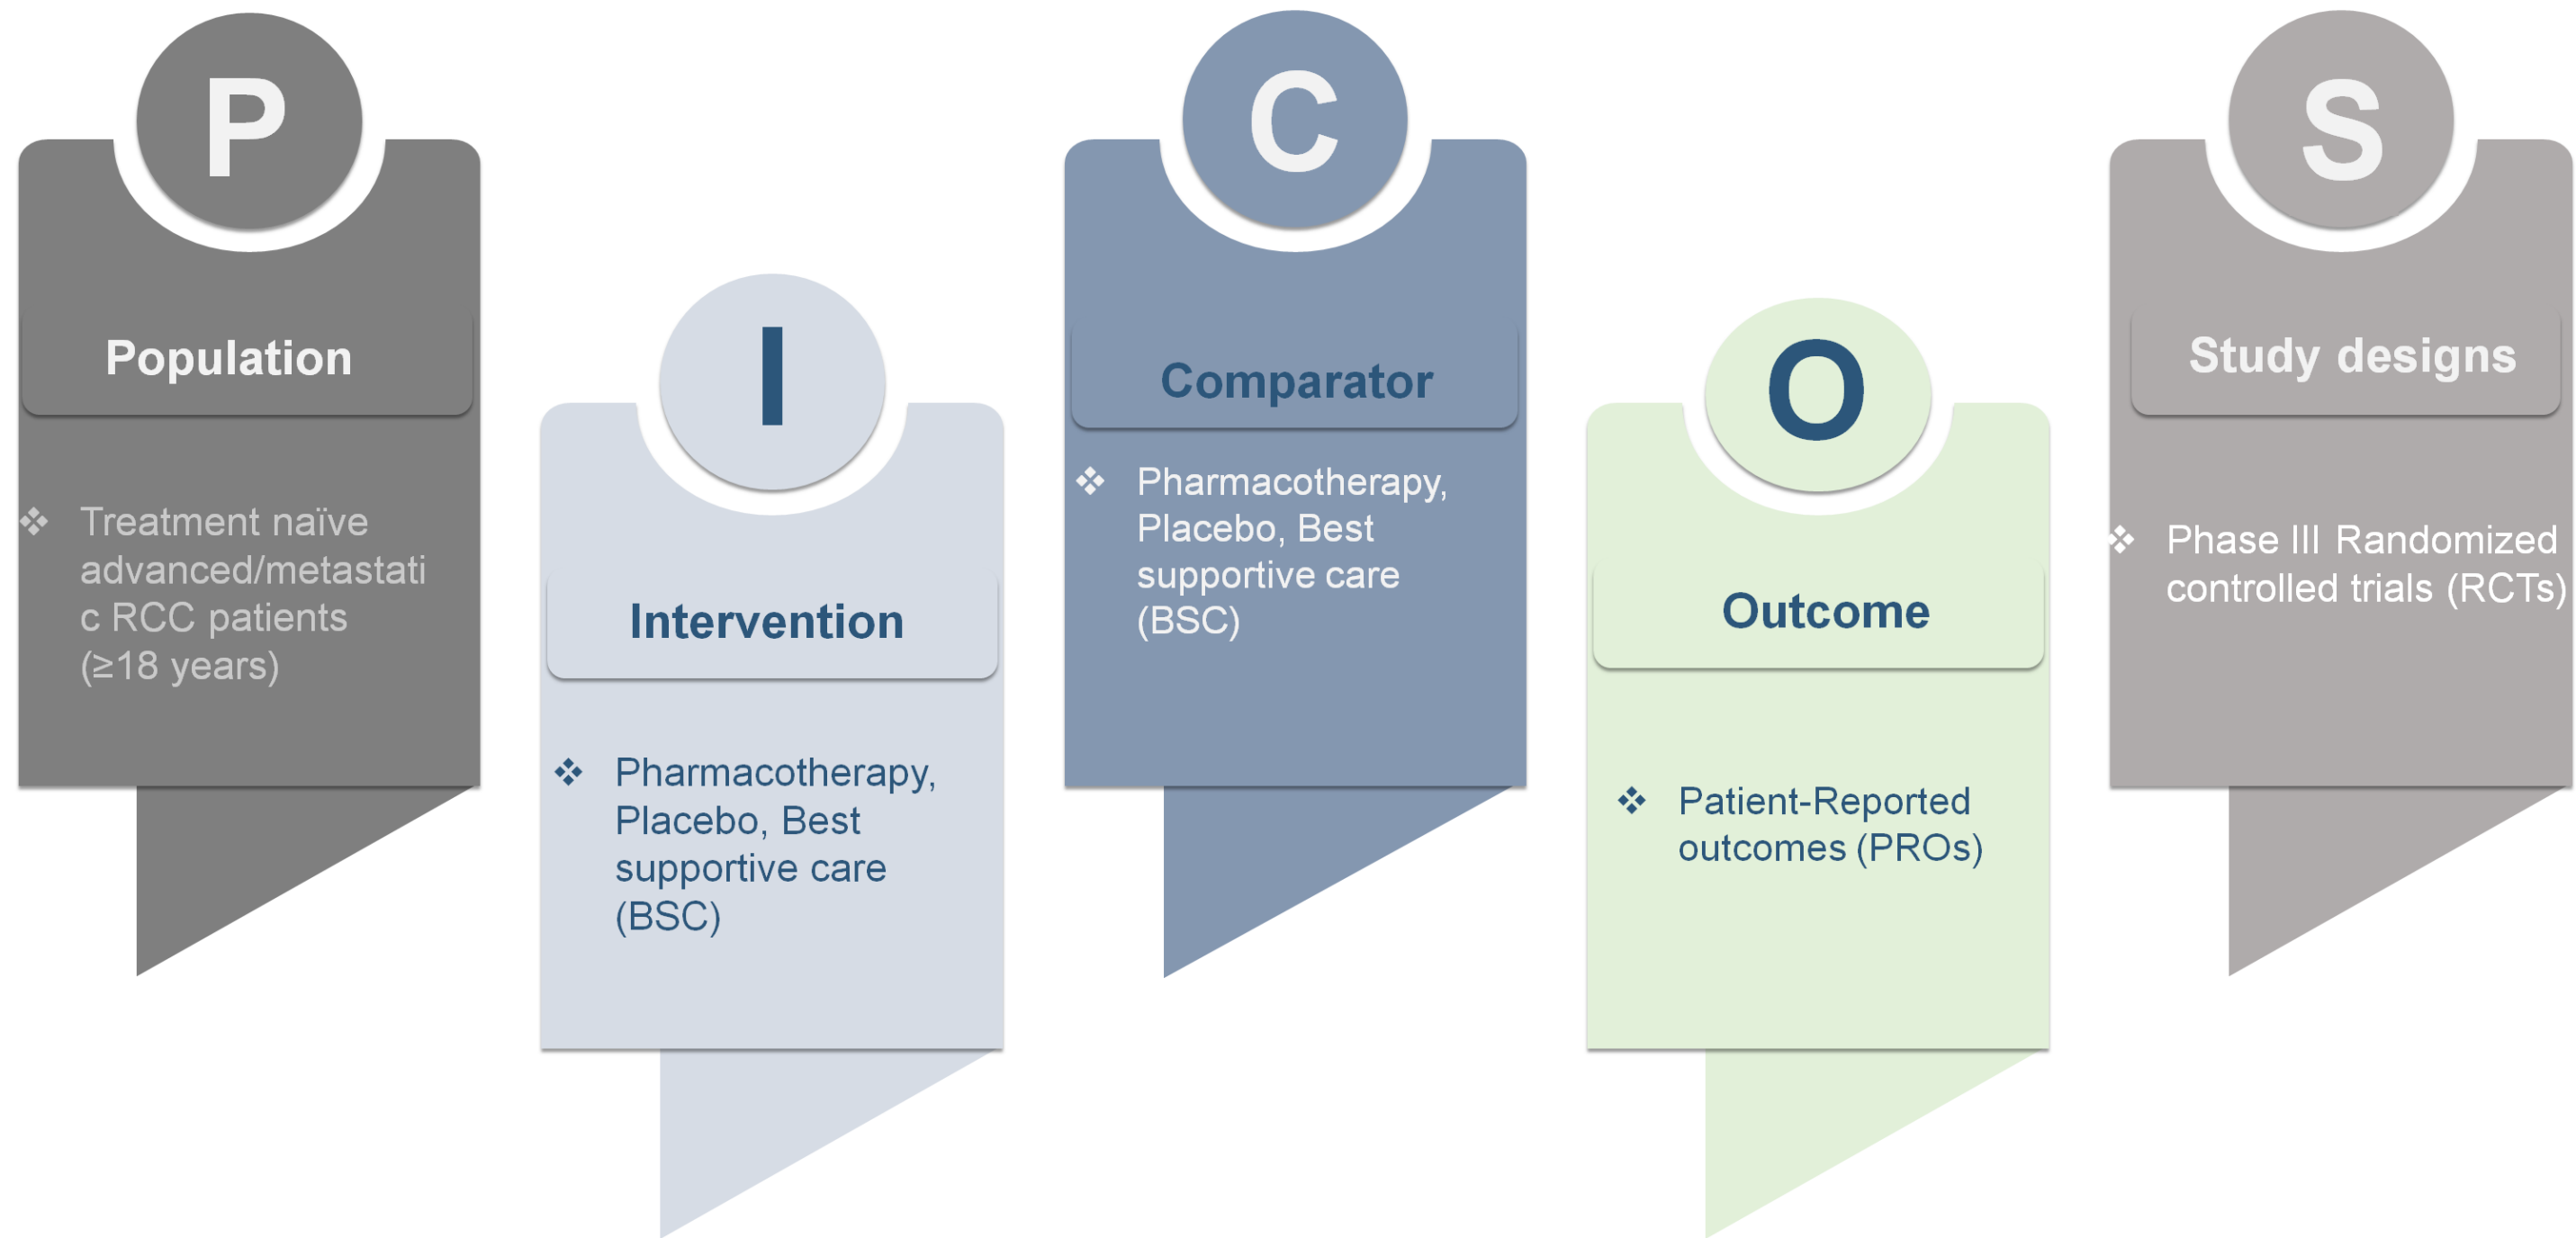 P
Population
❖ Treatment naïve
advanced/metastati
c RCC patients
(≥18 years)
I
Intervention
❖ Pharmacotherapy,
Placebo, Best
supportive care
(BSC)
C
Comparator
❖ Pharmacotherapy,
Placebo, Best
supportive care
(BSC)
O
Outcome
❖ Patient-Reported
outcomes (PROs)
S
Study designs
❖ Phase III Randomized
controlled trials (RCTs)